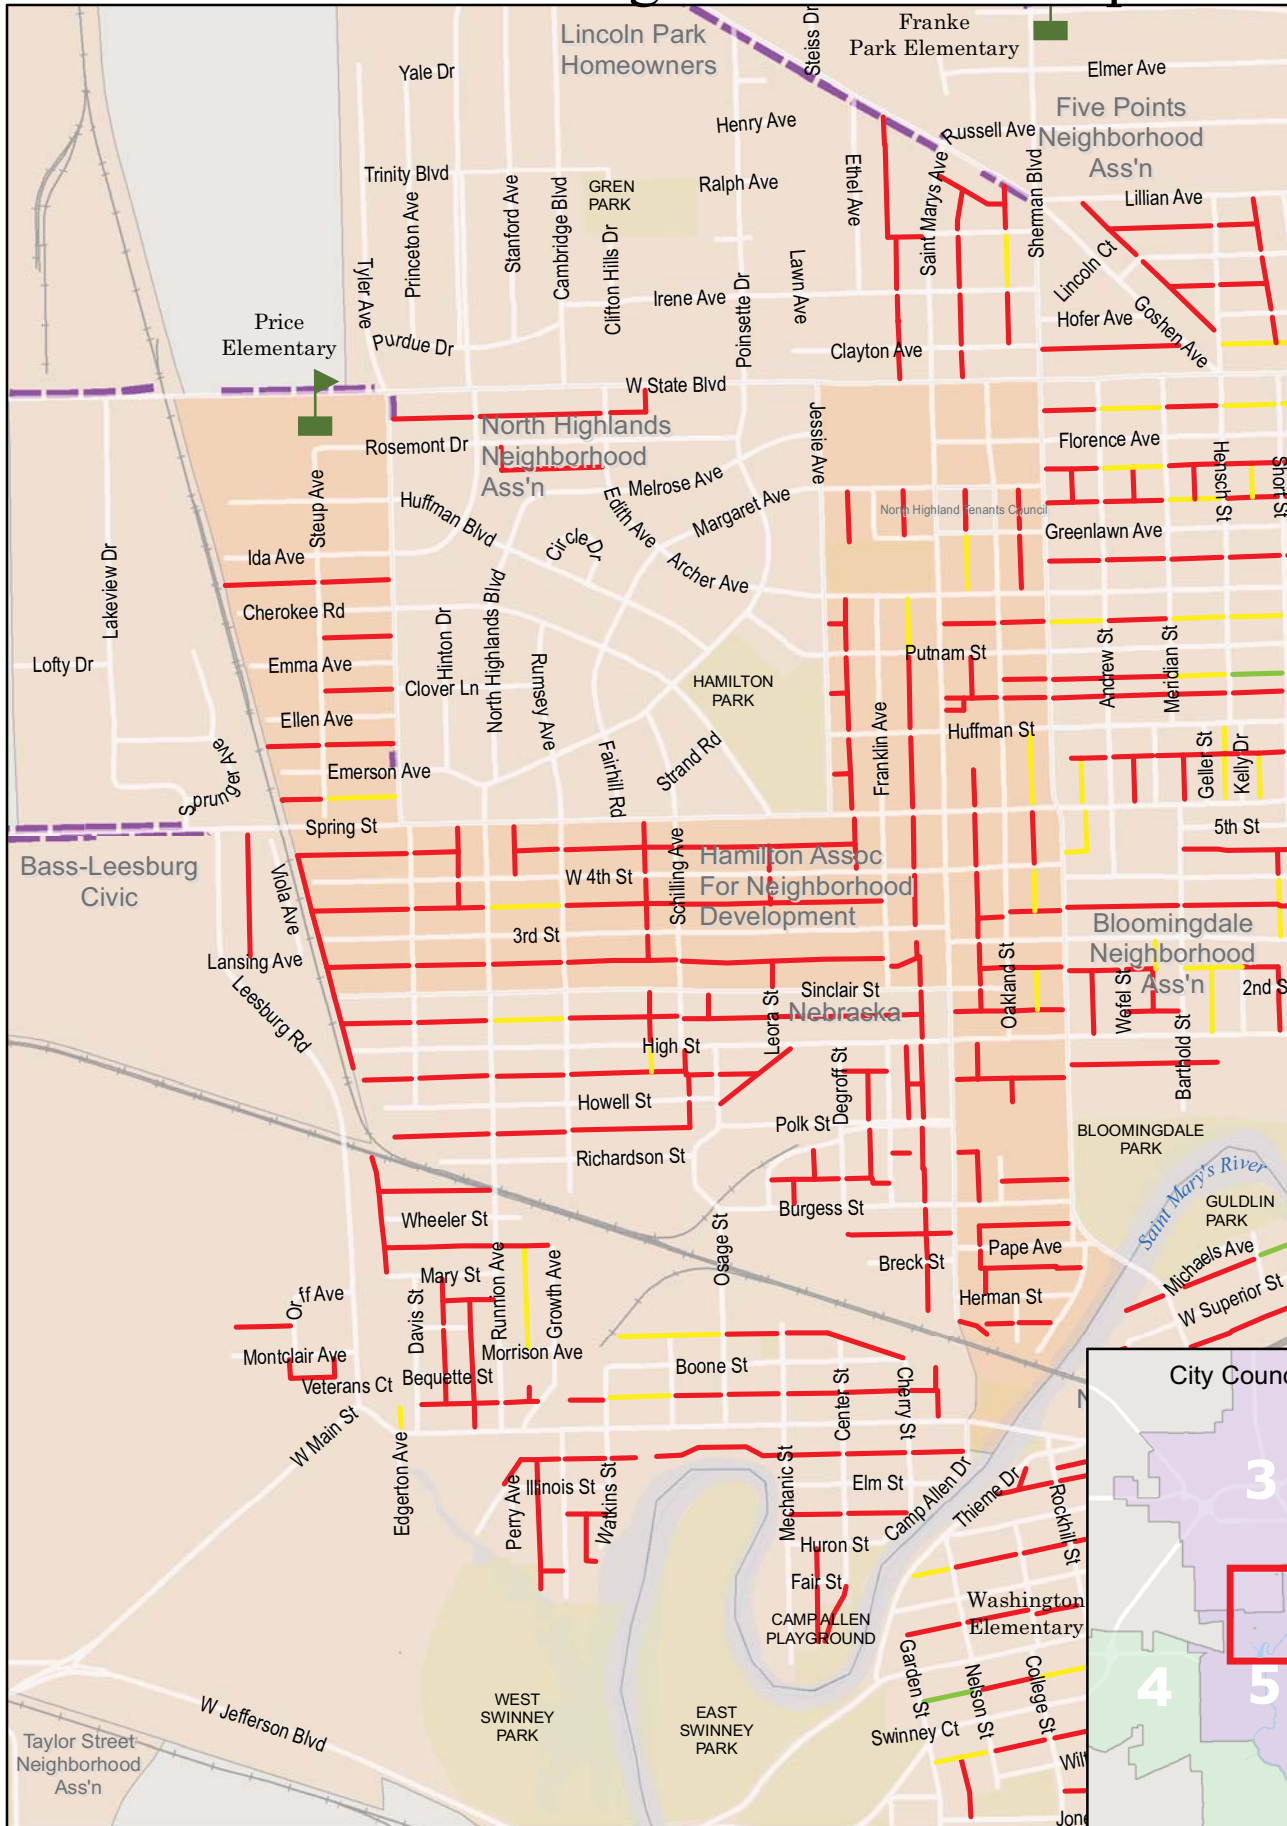 Franke
Park Elementary
Lincoln Park
Homeowners
Steiss Dr
Yale Dr
Elmer Ave
Five Points
Neighborhood
Ass'n
Henry Ave
Russell Ave
Trinity Blvd
Princeton Ave
Stanford Ave
Cambridge Blvd
GREN
PARK
Ralph Ave
Ethel Ave
Saint Marys Ave
Sherman Blvd
Lillian Ave
Tyler Ave
Clifton Hills Dr
Irene Ave
Poinsette Dr
Lawn Ave
Lincoln Ct
Hofer Ave
Goshen Ave
Price
Elementary
Purdue Dr
Clayton Ave
W State Blvd
Jessie Ave
North Highlands
Neighborhood
Ass'n
Rosemont Dr
Florence Ave
Hensch St
Short St
Steup Ave
Huffman Blvd
Melrose Ave
Edith Ave
Margaret Ave
North Highland Tenants Council
Greenlawn Ave
Circle Dr
Archer Ave
Ida Ave
Lakeview Dr
Cherokee Rd
Hinton Dr
North Highlands Blvd
Rumsey Ave
Lofty Dr
Emma Ave
Clover Ln
HAMILTON
PARK
Putnam St
Andrew St
Meridian St
Ellen Ave
Franklin Ave
Huffman St
Sprunger Ave
Emerson Ave
Fairhill Rd
Strand Rd
Geller St
Kelly Dr
Spring St
5th St
Bass-Leesburg
Civic
Viola Ave
W 4th St
Schilling Ave
Hamilton Assoc
For Neighborhood
Development
3rd St
Bloomingdale
Neighborhood
Ass'n
Lansing Ave
Leesburg Rd
Sinclair St
Leora St
Nebraska
Oakland St
Wefel St
2nd S
High St
Degroff St
Barthold St
Howell St
Polk St
BLOOMINGDALE
PARK
Richardson St
Saint Mary's River
GULDLIN
PARK
Wheeler St
Burgess St
Osage St
Breck St
Pape Ave
Michaels Ave
W Superior St
Mary St
Runnion Ave
Growth Ave
Herman St
Orff Ave
Davis St
Montclair Ave
Morrison Ave
Boone St
Veterans Ct
Bequette St
Center St
Cherry St
City Counc
N
W Main St
Edgerton Ave
Perry Ave
Illinois St
Watkins St
Mechanic St
Elm St
Camp Allen Dr
Thieme Dr
Rockhill St
3
Huron St
Fair St
CAMP ALLEN
PLAYGROUND
Washington
Elementary
Garden St
Nelson St
College St
4
5
W Jefferson Blvd
WEST
SWINNEY
PARK
EAST
SWINNEY
PARK
Swinney Ct
Taylor Street
Neighborhood
Ass'n
Wilt
Jone